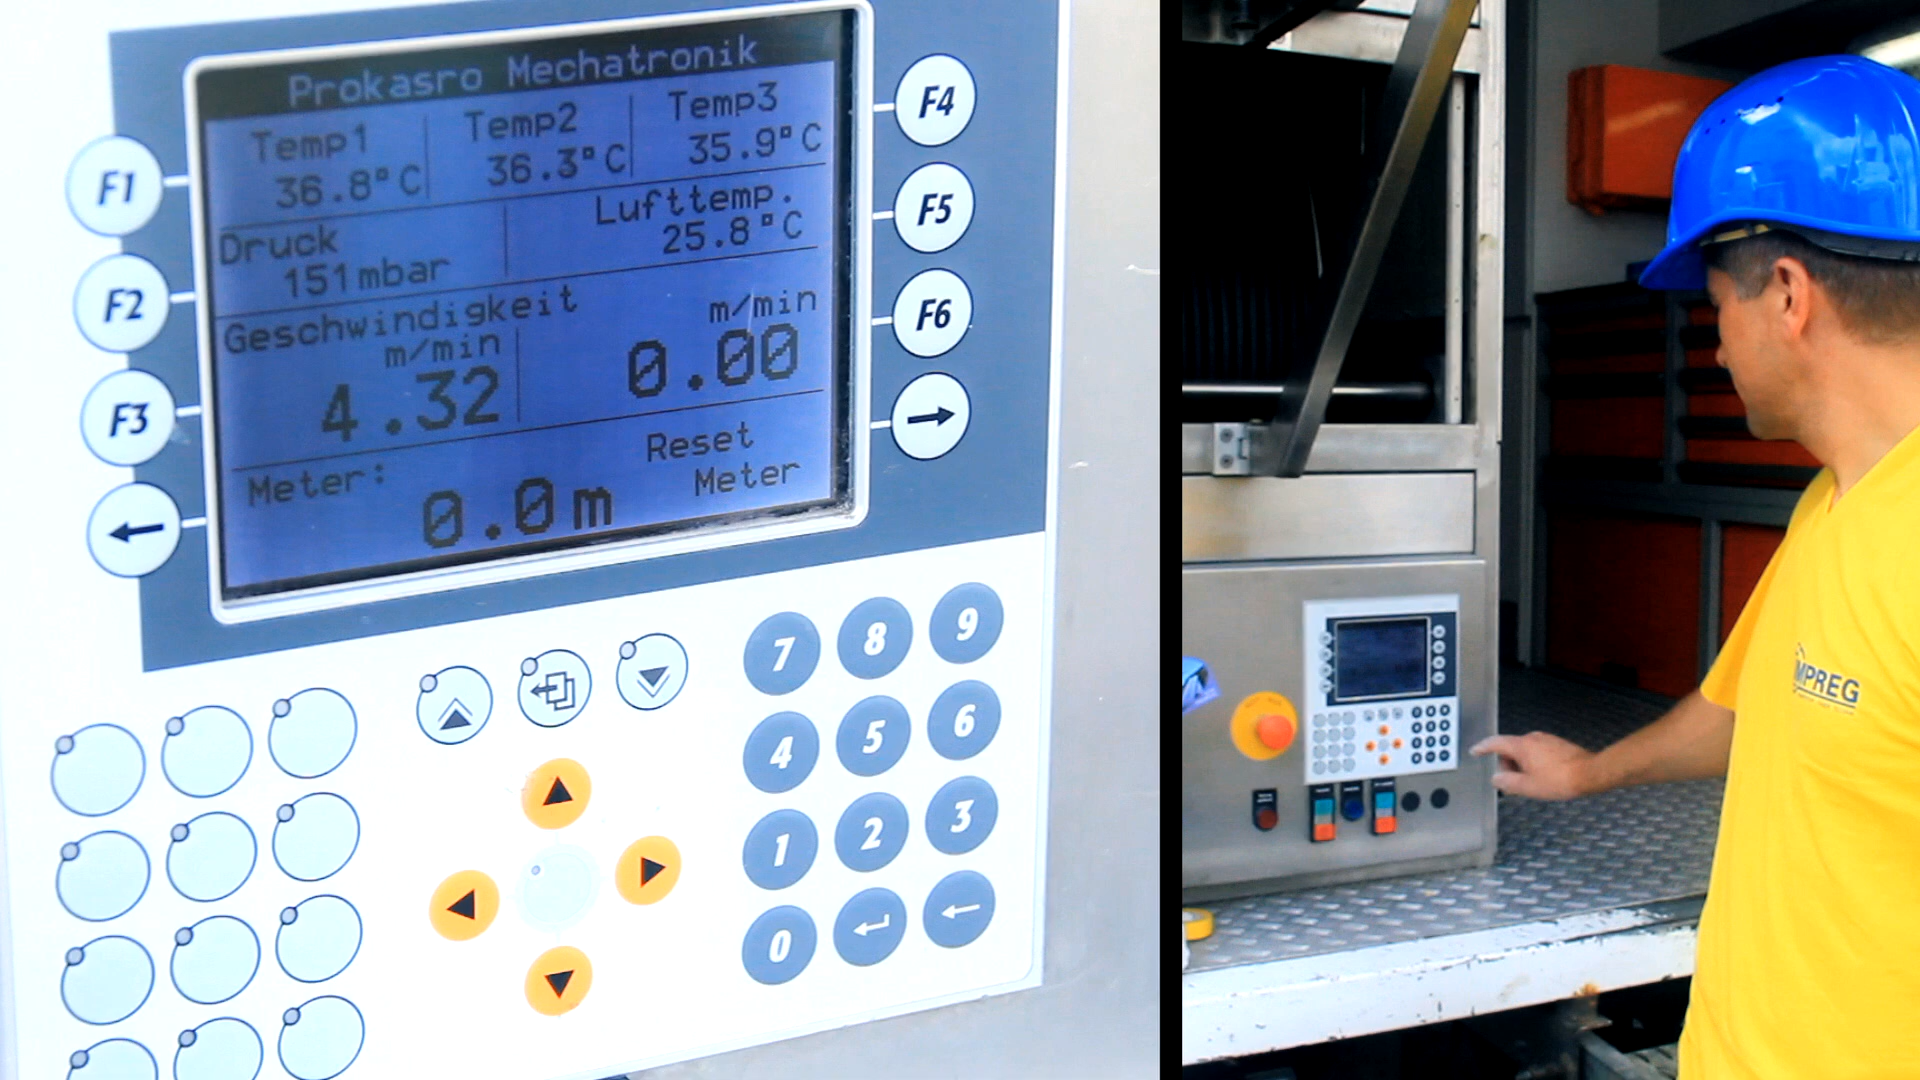 Prokasro Mechatronik
Temp1 Temp2 Temp3
36.8°C 36.3°C 35.9°C
Druck Lufttemp.
151mbar 25.8°C
Geschwindigkeit
m/min m/min
4.32 0.00
Meter: Reset
0.0m Meter
F1
F2
F3
F4
F5
F6
7 8 9
4 5 6
1 2 3
0
IMPREG